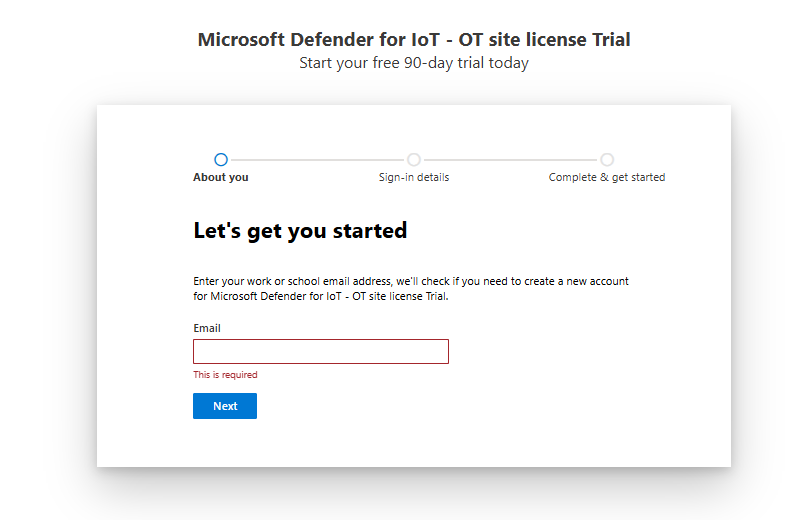 Microsoft Defender for IoT - OT site license Trial
Start your free 90-day trial today
About you
Sign-in details
Complete & get started
Let's get you started
Enter your work or school email address, we'll check if you need to create a new account
for Microsoft Defender for IoT - OT site license Trial.
Email
This is required
Next